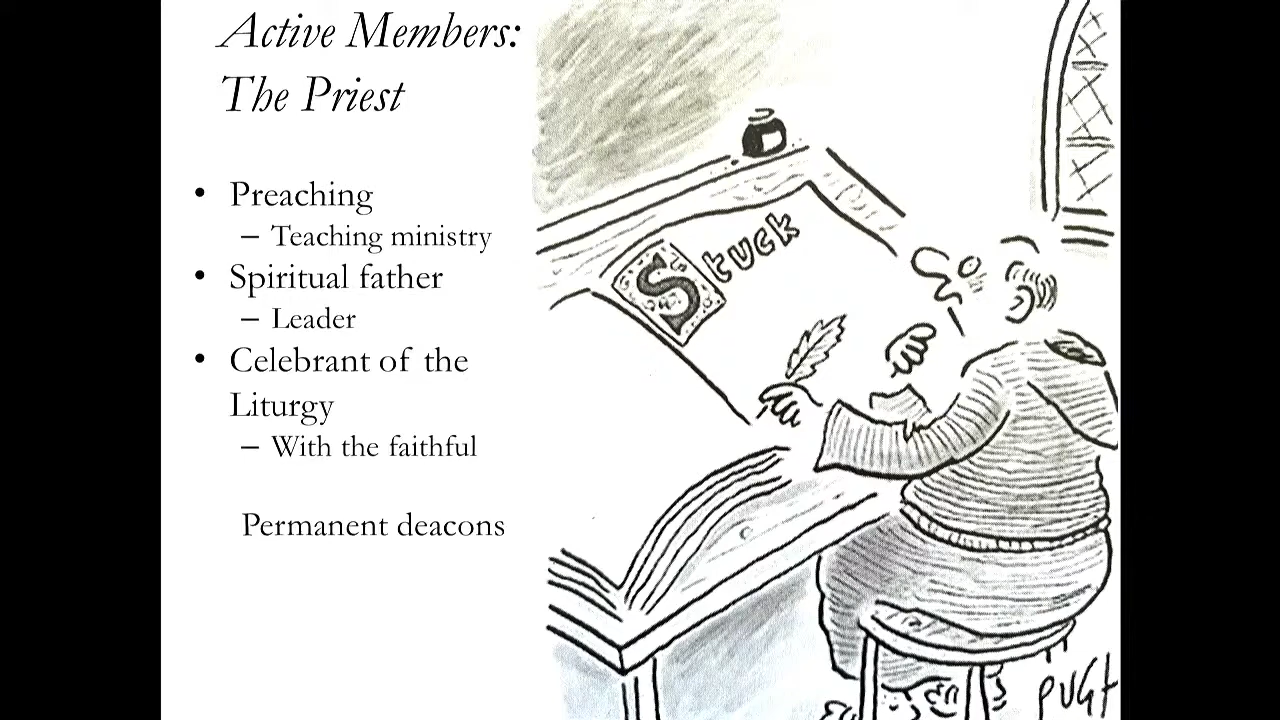 Active Members:
The Priest
• Preaching
– Teaching ministry
• Spiritual father
– Leader
• Celebrant of the
Liturgy
– With the faithful
Permanent deacons
Stuck
PUGH